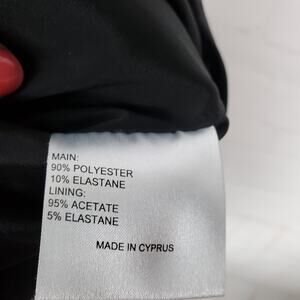 MAIN:
90% POLYESTER
10% ELASTANE
LINING:
95% ACETATE
5% ELASTANE
MADE IN CYPRUS